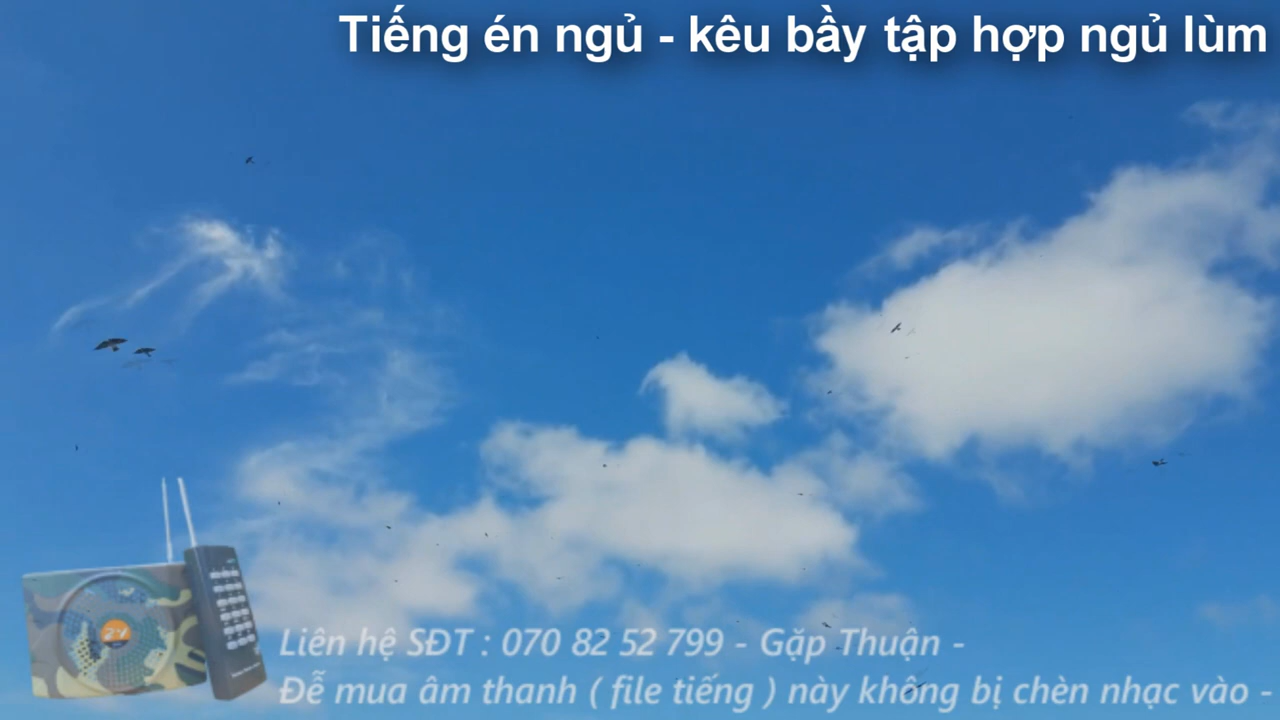 Tiếng én ngủ - kêu bầy tập hợp ngủ lùm
Liên hệ SĐT : 070 82 52 799 - Gặp Thuận -
Để mua âm thanh ( file tiếng ) này không bị chèn nhạc vào -